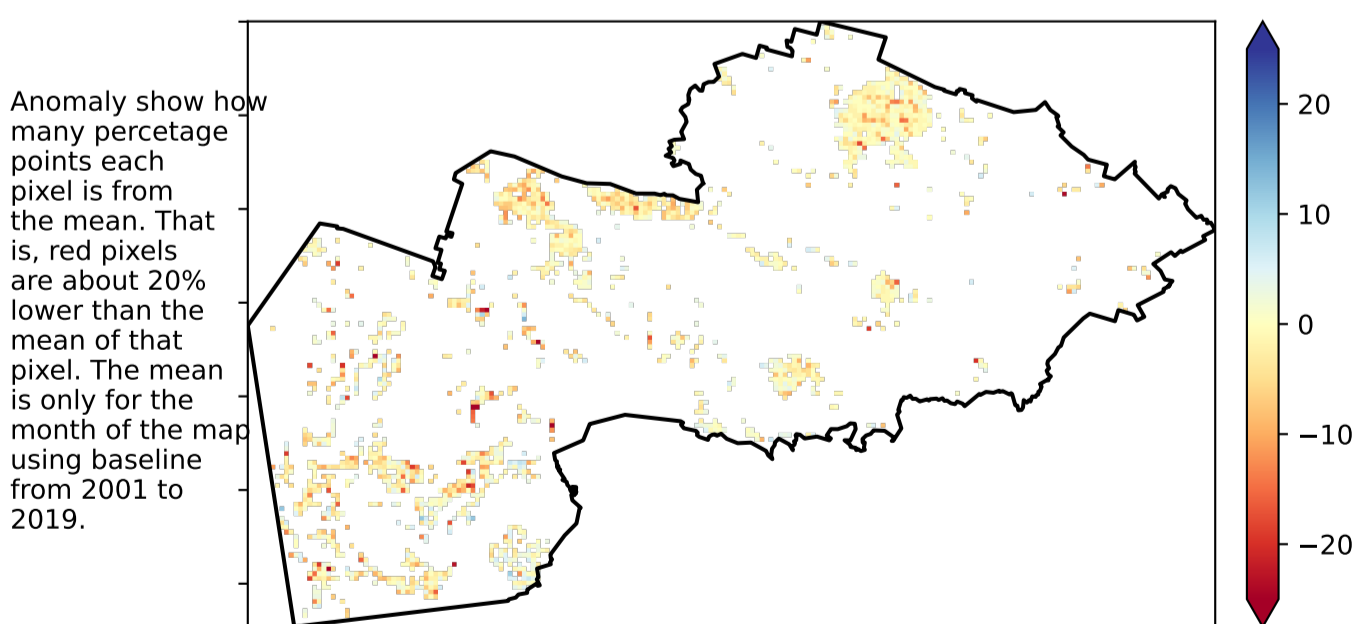 Anomaly show how
many percetage
points each
pixel is from
the mean. That
is, red pixels
are about 20%
lower than the
mean of that
pixel. The mean
is only for the
month of the map
using baseline
from 2001 to
2019.
20
10
0
−10
−20